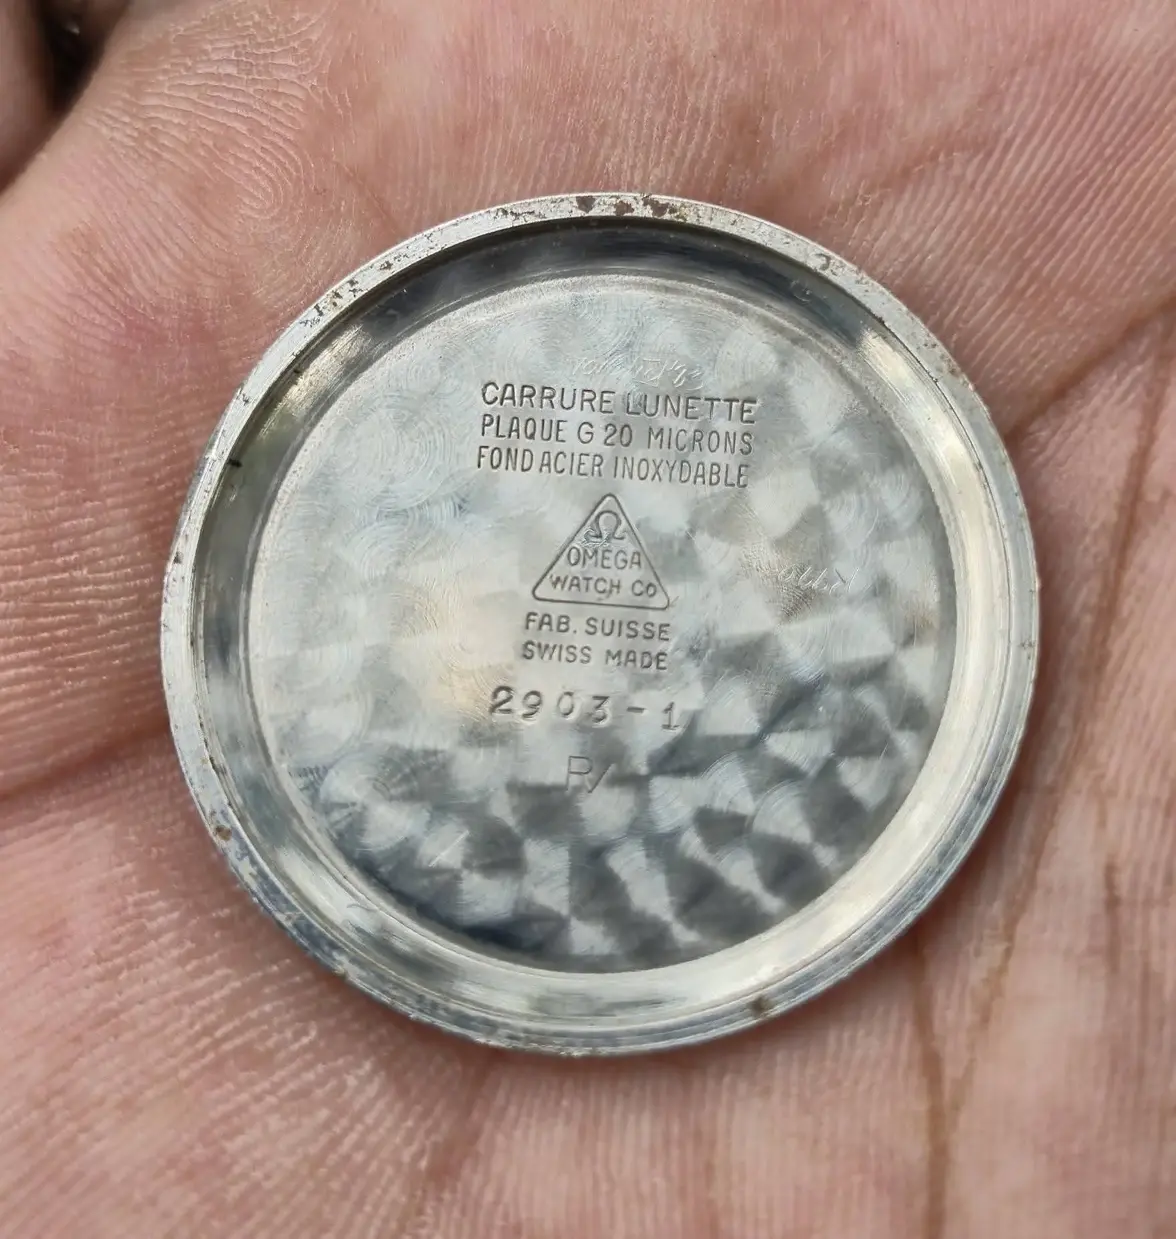 CARRURE LUNETTE
PLAQUE G 20 MICRONS
FOND ACIER INOXYDABLE
Ω
OMEGA
WATCH CO
FAB. SUISSE
SWISS MADE
2903-1